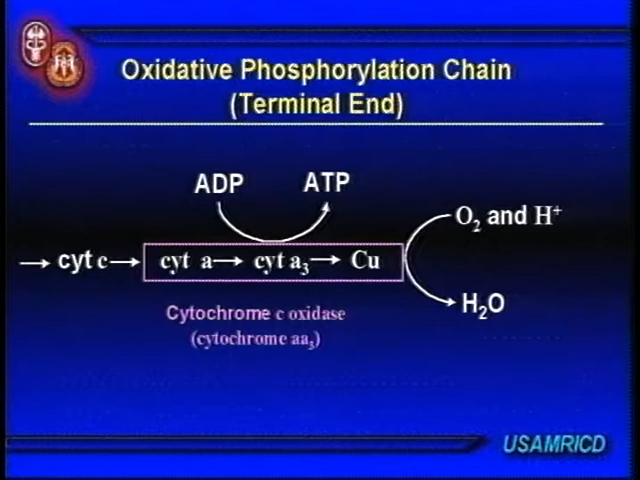 Oxidative Phosphorylation Chain
(Terminal End)
ADP ATP
O₂ and H⁺
cyt c cyt a cyt a₃ Cu
H₂O
Cytochrome c oxidase
(cytochrome aa₃)
USAMRICD